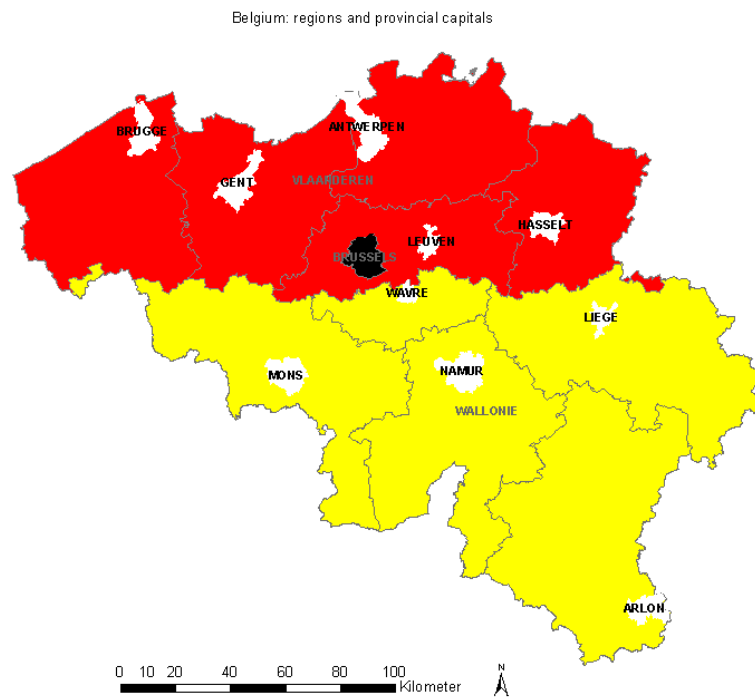 Belgium: regions and provincial capitals
BRUGGE
ANTWERPEN
GENT
VLAARDEREN
HASSELT
LEUVEN
BRUSSELS
WAVRE
LIEGE
MONS
NAMUR
WALLONIE
ARLON
N
0 10 20 40 60 80 100
Kilometer